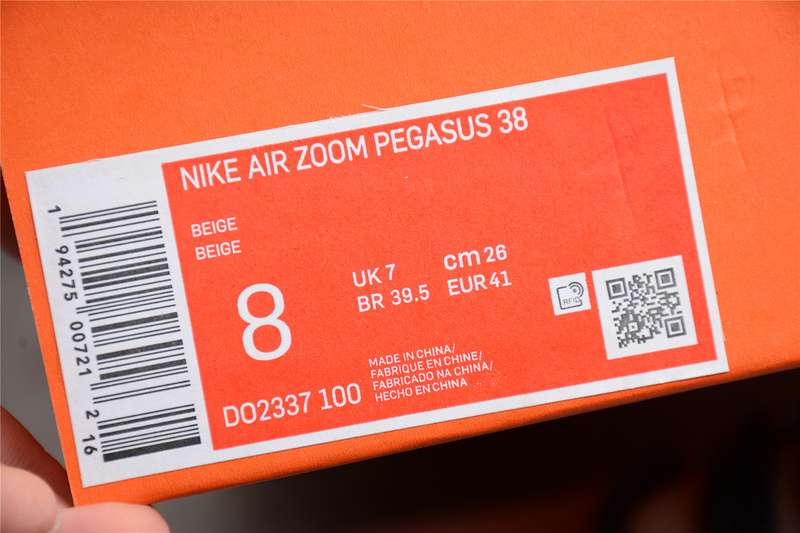 NIKE AIR ZOOM PEGASUS 38
BEIGE
BEIGE
8
UK 7
BR 39.5
cm 26
EUR 41
RFID
MADE IN CHINA/
FABRIQUE EN CHINE/
FABRICADO NA CHINA/
HECHO EN CHINA
DO2337 100
1 94275 00721 2 16